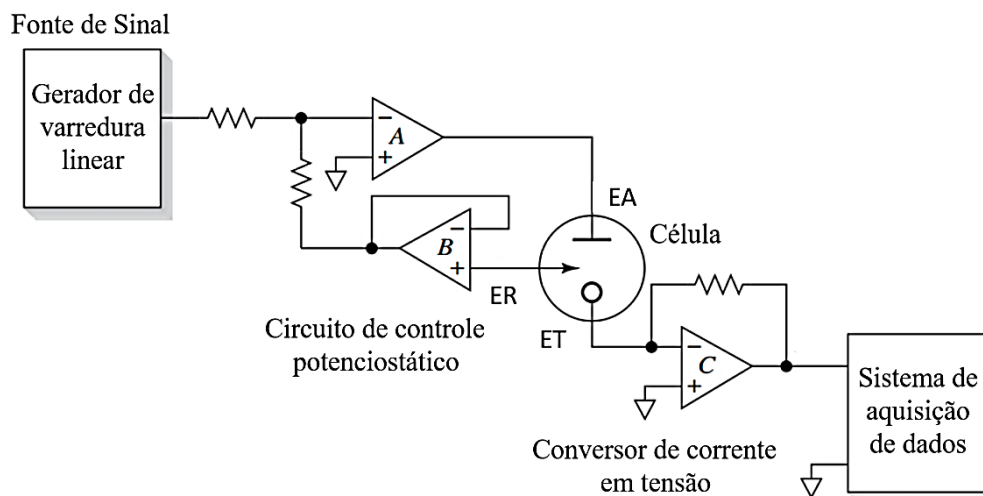 Fonte de Sinal
Gerador de
varredura
linear
−
A
+
EA
Célula
−
B
+
ER
ET
Circuito de controle
potenciostático
−
C
+
Sistema de
aquisição
de dados
Conversor de corrente
em tensão